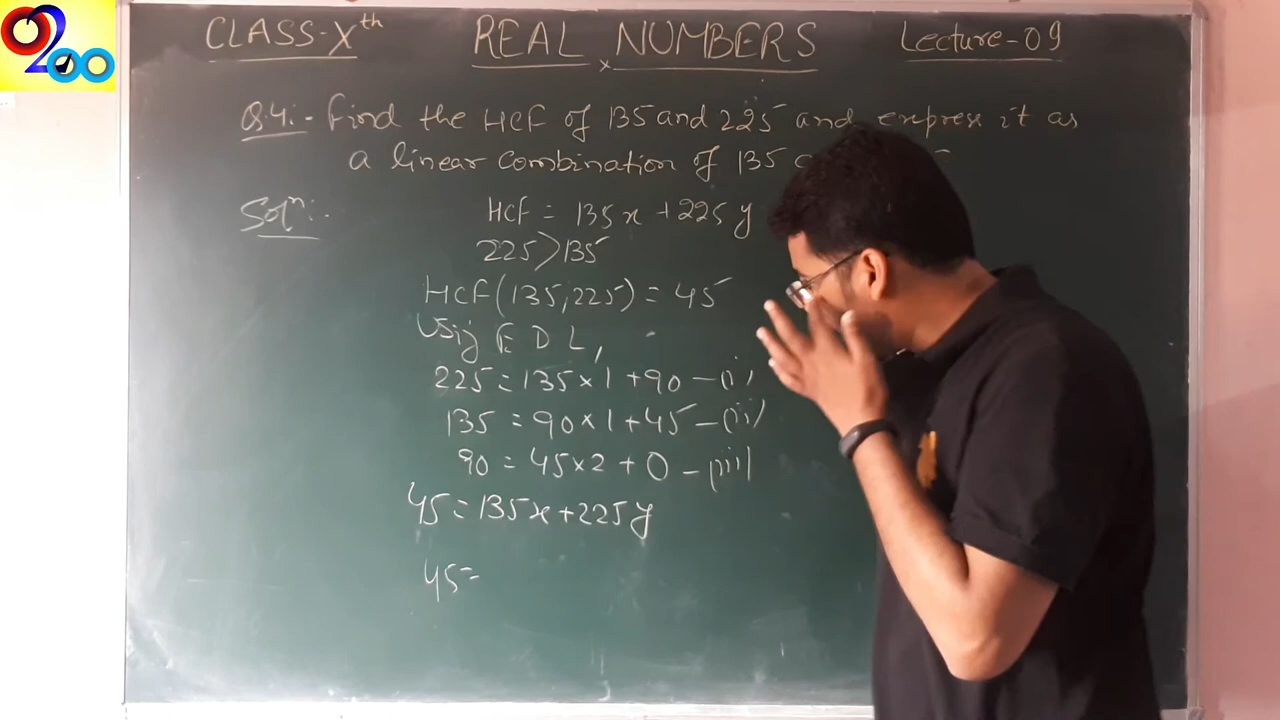 O2OO
CLASS-Xth REAL NUMBERS Lecture-09
Q.4:- Find the HCF of 135 and 225 and express it as
a linear combination of 135
Soln:-
HCF = 135x + 225y
225 > 135
HCF(135,225) = 45
Using E D L,
225 = 135 × 1 + 90 - (i)
135 = 90 × 1 + 45 - (ii)
90 = 45 × 2 + 0 - (iii)
45 = 135x + 225y
45 =